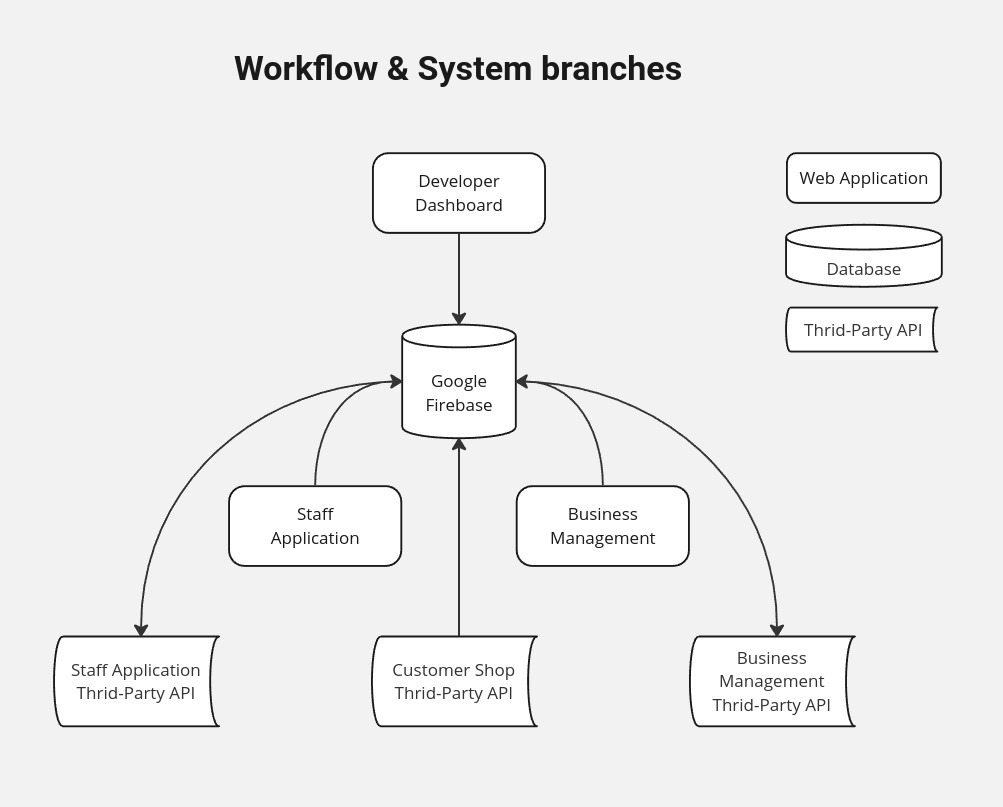 Workflow & System branches
Developer
Dashboard
Web Application
Database
Thrid-Party API
Google
Firebase
Staff
Application
Business
Management
Staff Application
Thrid-Party API
Customer Shop
Thrid-Party API
Business
Management
Thrid-Party API